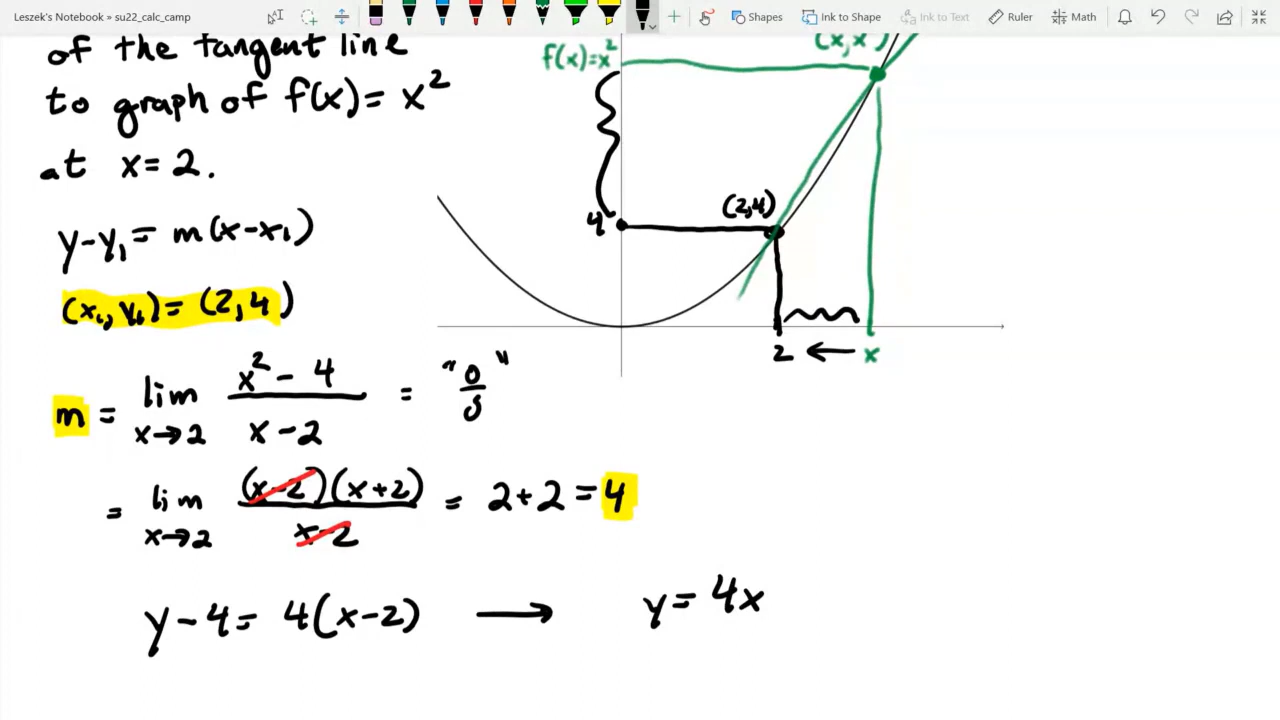 Leszek's Notebook » su22_calc_camp
Shapes
Ink to Shape
Ink to Text
Ruler
Math
of the tangent line
to graph of f(x) = x²
at x = 2.
y - y₁ = m(x - x₁)
(x₁, y₁) = (2, 4)
m = lim x→2 (x² - 4)/(x - 2) = "0/0"
= lim x→2 (x-2)(x+2)/(x-2) = 2 + 2 = 4
y - 4 = 4(x - 2) → y = 4x
f(x) = x²
(x, x²)
4
(2,4)
2 ← x